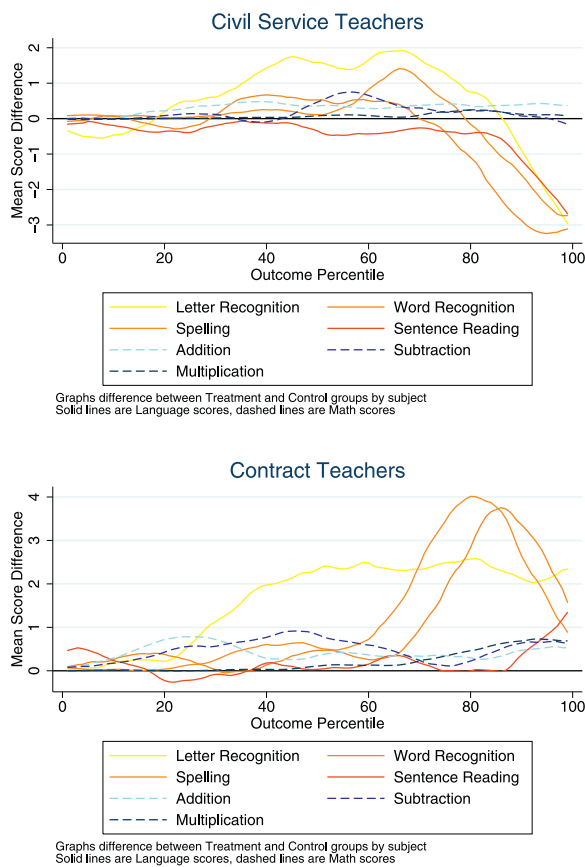 Civil Service Teachers
2
1
0
-1
-2
-3
Mean Score Difference
0 20 40 60 80 100
Outcome Percentile
Letter Recognition Word Recognition
Spelling Sentence Reading
Addition Subtraction
Multiplication
Graphs difference between Treatment and Control groups by subject
Solid lines are Language scores, dashed lines are Math scores
Contract Teachers
4
3
2
1
0
Mean Score Difference
0 20 40 60 80 100
Outcome Percentile
Letter Recognition Word Recognition
Spelling Sentence Reading
Addition Subtraction
Multiplication
Graphs difference between Treatment and Control groups by subject
Solid lines are Language scores, dashed lines are Math scores